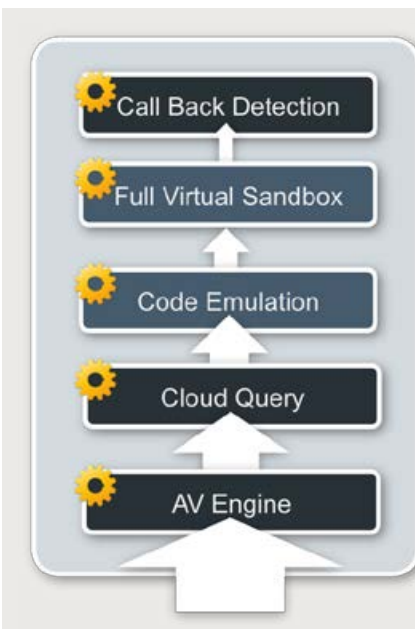 Call Back Detection
Full Virtual Sandbox
Code Emulation
Cloud Query
AV Engine